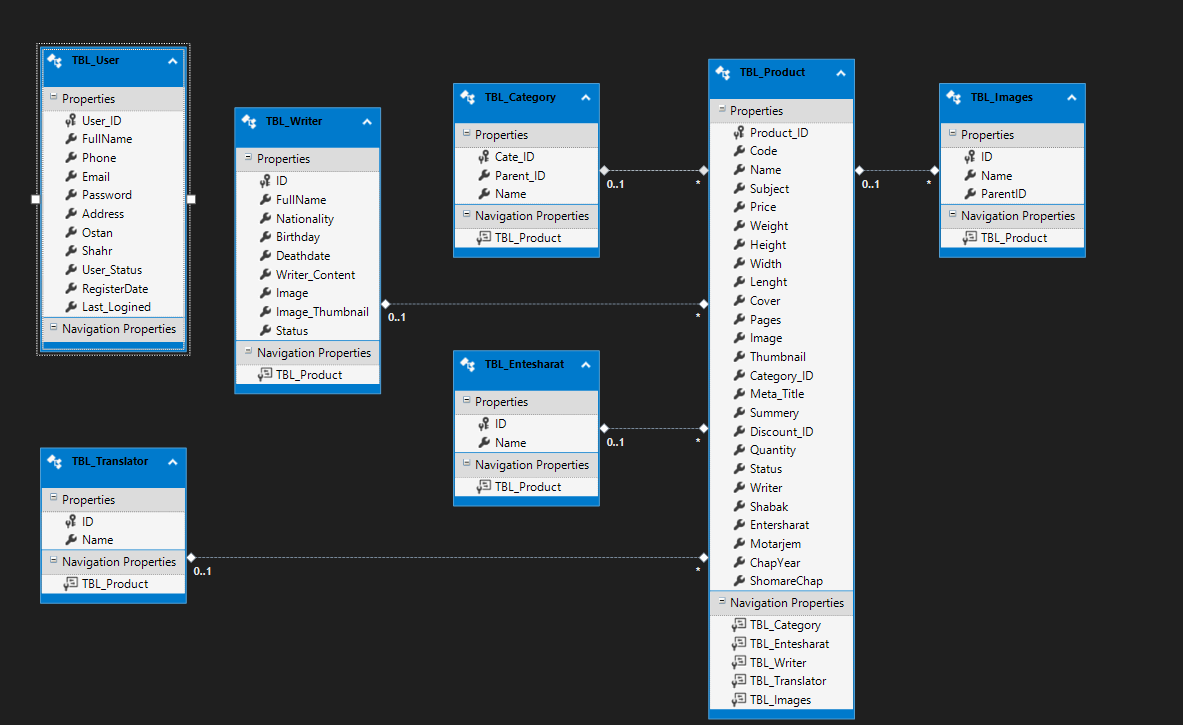 TBL_User
Properties
User_ID
FullName
Phone
Email
Password
Address
Ostan
Shahr
User_Status
RegisterDate
Last_Logined
Navigation Properties
TBL_Writer
Properties
ID
FullName
Nationality
Birthday
Deathdate
Writer_Content
Image
Image_Thumbnail
Status
Navigation Properties
TBL_Product
0..1
*
TBL_Category
Properties
Cate_ID
Parent_ID
Name
Navigation Properties
TBL_Product
0..1
*
TBL_Entesharat
Properties
ID
Name
Navigation Properties
TBL_Product
0..1
*
TBL_Translator
Properties
ID
Name
Navigation Properties
TBL_Product
0..1
*
TBL_Product
Properties
Product_ID
Code
Name
Subject
Price
Weight
Height
Width
Lenght
Cover
Pages
Image
Thumbnail
Category_ID
Meta_Title
Summery
Discount_ID
Quantity
Status
Writer
Shabak
Entersharat
Motarjem
ChapYear
ShomareChap
Navigation Properties
TBL_Category
TBL_Entesharat
TBL_Writer
TBL_Translator
TBL_Images
0..1
*
TBL_Images
Properties
ID
Name
ParentID
Navigation Properties
TBL_Product